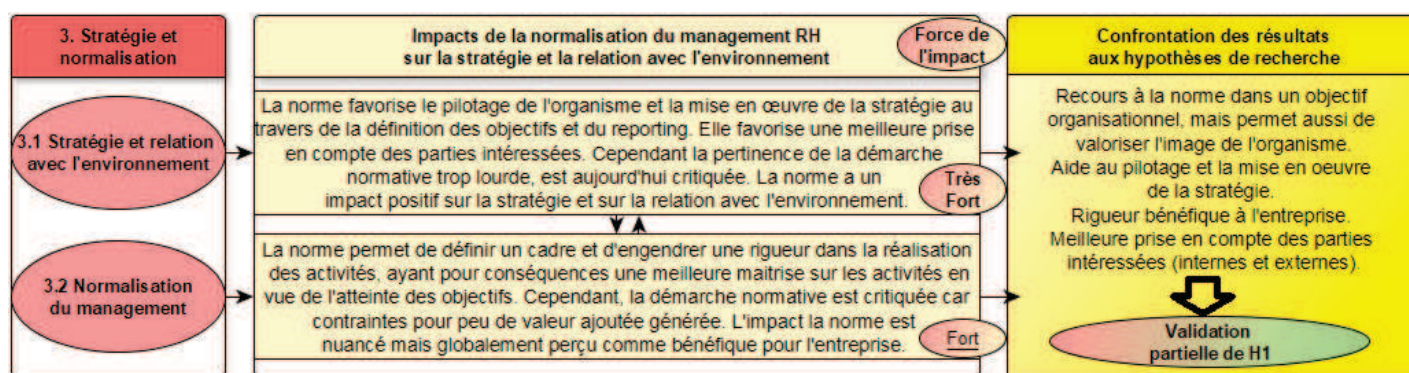 3. Stratégie et
normalisation
Impacts de la normalisation du management RH
sur la stratégie et la relation avec l'environnement
Force de
l'impact
Confrontation des résultats
aux hypothèses de recherche
3.1 Stratégie et relation
avec l'environnement
La norme favorise le pilotage de l'organisme et la mise en œuvre de la stratégie au
travers de la définition des objectifs et du reporting. Elle favorise une meilleure prise
en compte des parties intéressées. Cependant la pertinence de la démarche
normative trop lourde, est aujourd'hui critiquée. La norme a un
impact positif sur la stratégie et sur la relation avec l'environnement.
Très
Fort
3.2 Normalisation
du management
La norme permet de définir un cadre et d'engendrer une rigueur dans la réalisation
des activités, ayant pour conséquences une meilleure maitrise sur les activités en
vue de l'atteinte des objectifs. Cependant, la démarche normative est critiquée car
contraintes pour peu de valeur ajoutée générée. L'impact la norme est
nuancé mais globalement perçu comme bénéfique pour l'entreprise.
Fort
Recours à la norme dans un objectif
organisationnel, mais permet aussi de
valoriser l'image de l'organisme.
Aide au pilotage et la mise en oeuvre
de la stratégie.
Rigueur bénéfique à l'entreprise.
Meilleure prise en compte des parties
intéressées (internes et externes).
Validation
partielle de H1